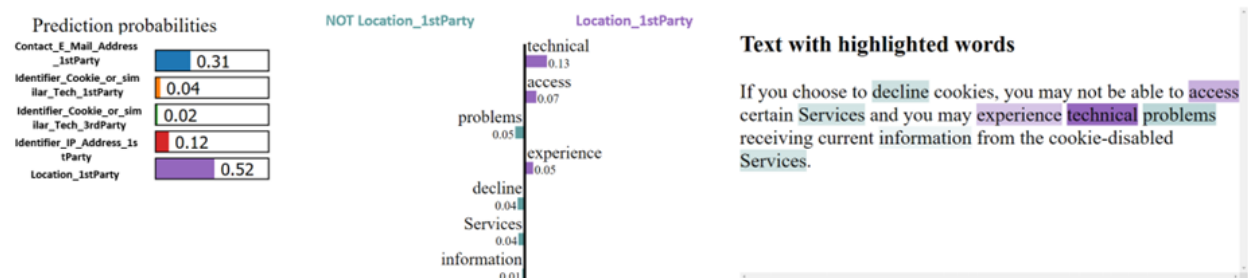 Prediction probabilities
Contact_E_Mail_Address
_1stParty
0.31
Identifier_Cookie_or_sim
ilar_Tech_1stParty
0.04
Identifier_Cookie_or_sim
ilar_Tech_3rdParty
0.02
Identifier_IP_Address_1s
tParty
0.12
Location_1stParty
0.52
NOT Location_1stParty
Location_1stParty
technical
0.13
access
0.07
problems
0.05
experience
0.05
decline
0.04
Services
0.04
information
0.01
Text with highlighted words
If you choose to decline cookies, you may not be able to access
certain Services and you may experience technical problems
receiving current information from the cookie-disabled
Services.